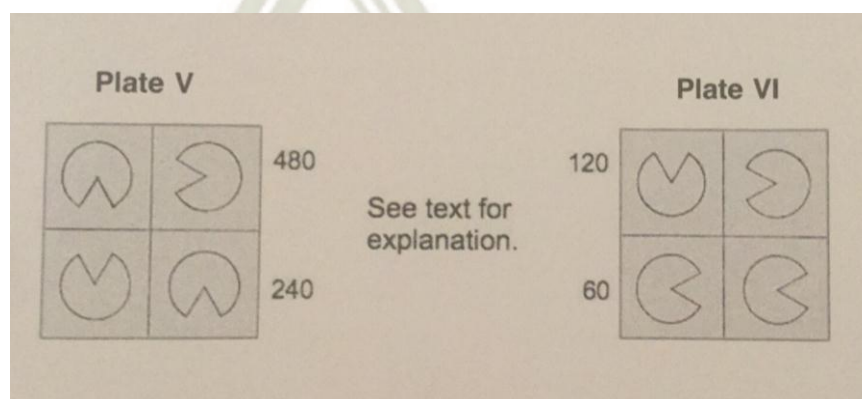 Plate V
480
240
See text for
explanation.
Plate VI
120
60